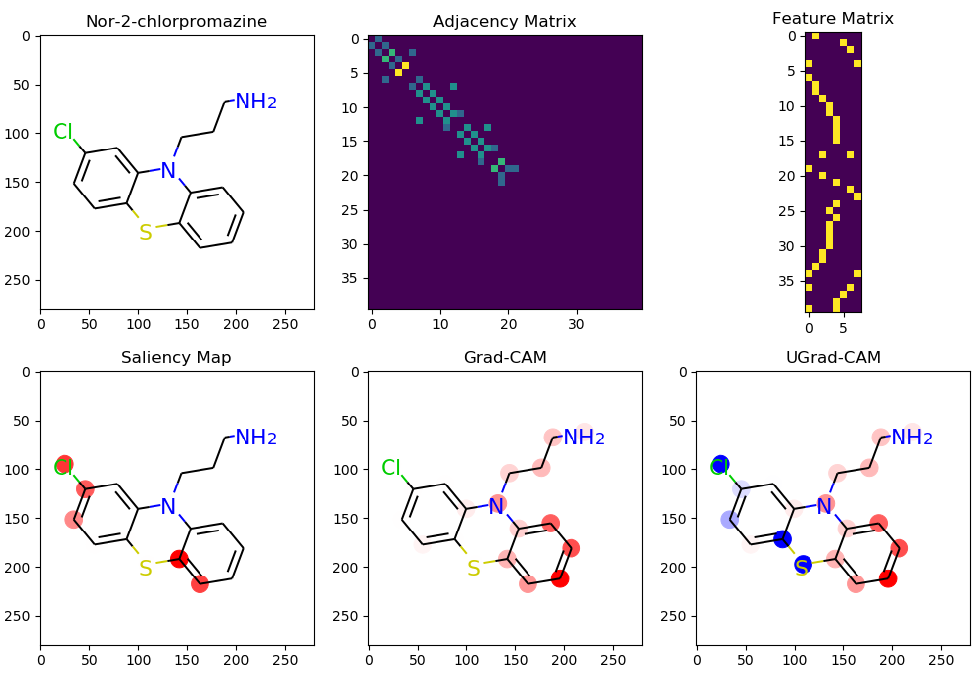 Nor-2-chlorpromazine
0
50
100
150
200
250
0 50 100 150 200 250
Cl
N
S
NH2
Adjacency Matrix
0
5
10
15
20
25
30
35
0 10 20 30
Feature Matrix
0
5
10
15
20
25
30
35
0 5
Saliency Map
0
50
100
150
200
250
0 50 100 150 200 250
Cl
N
S
NH2
Grad-CAM
0
50
100
150
200
250
0 50 100 150 200 250
Cl
N
S
NH2
UGrad-CAM
0
50
100
150
200
250
0 50 100 150 200 250
Cl
N
S
NH2